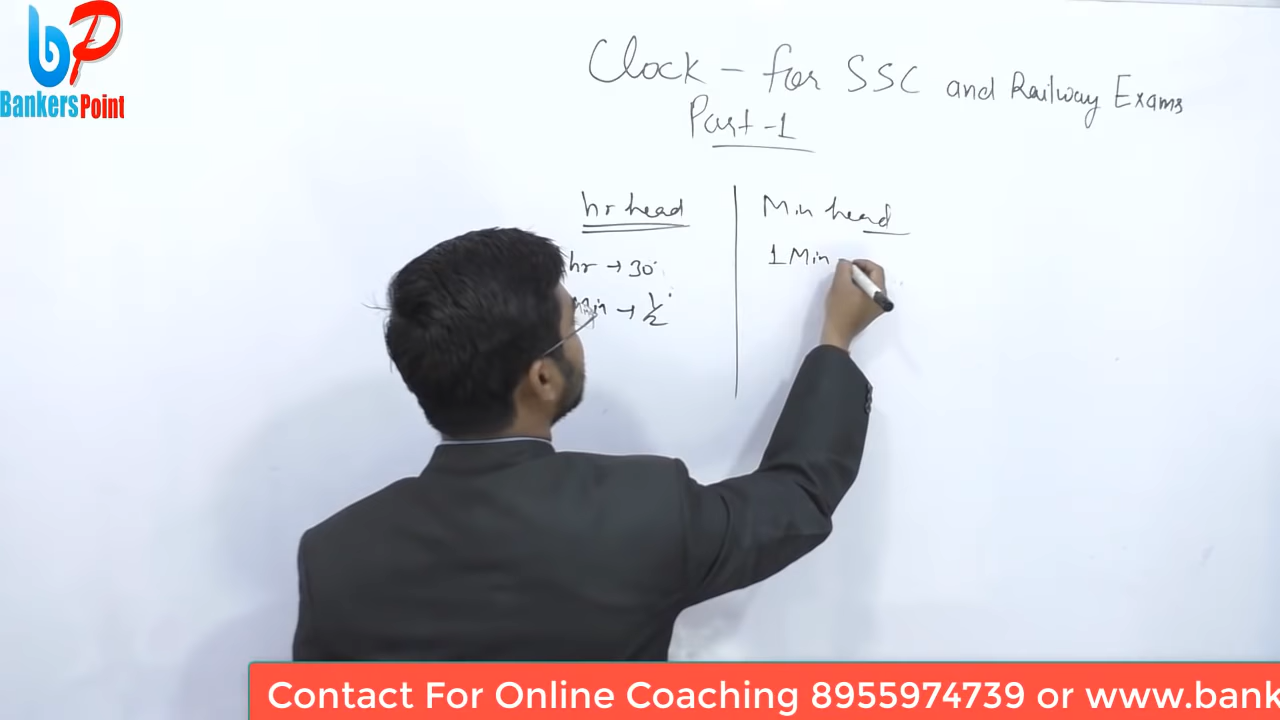 BankersPoint
Clock - for SSC and Railway Exams
Part-1
hr head
hr → 30°
Min → 1/2°
Min head
1 Min
Contact For Online Coaching 8955974739 or www.bank